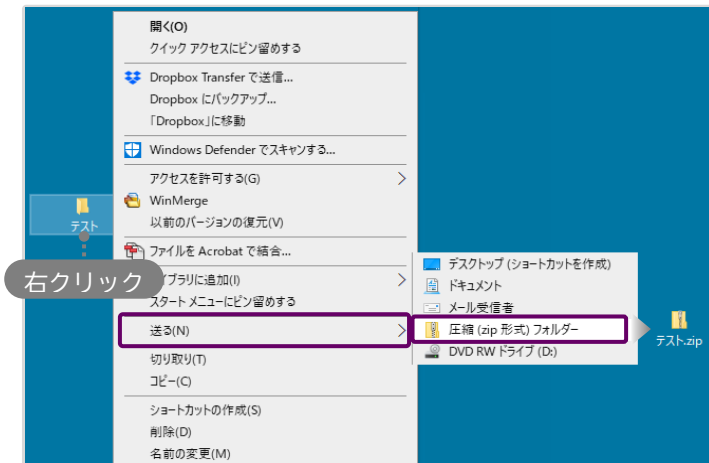 開く(O)
クイック アクセスにピン留めする
Dropbox Transfer で送信...
Dropbox にバックアップ...
「Dropbox」に移動
Windows Defender でスキャンする...
アクセスを許可する(G)
WinMerge
以前のバージョンの復元(V)
テスト
ファイルを Acrobat で結合...
右クリック
イブラリに追加(I)
スタート メニューにピン留めする
送る(N)
切り取り(T)
コピー(C)
ショートカットの作成(S)
削除(D)
名前の変更(M)
デスクトップ (ショートカットを作成)
ドキュメント
メール受信者
圧縮 (zip 形式) フォルダー
DVD RW ドライブ (D:)
テスト.zip